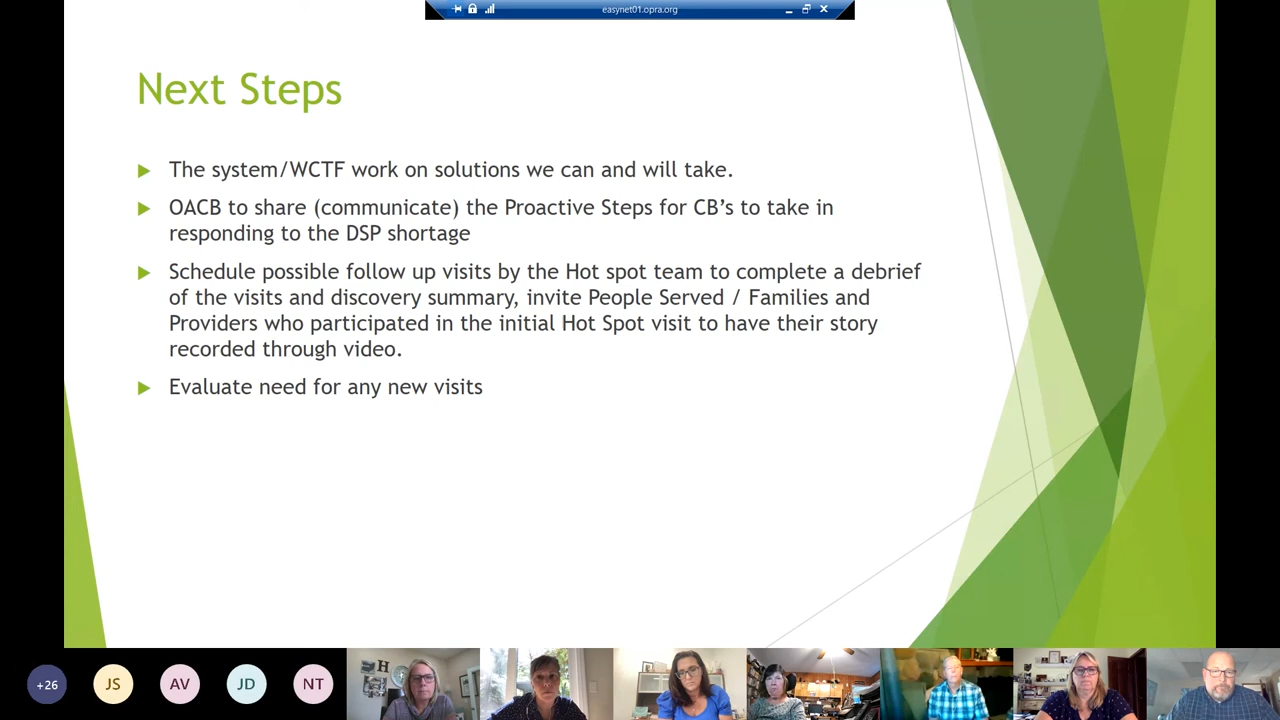 easynet01.opra.org
Next Steps
The system/WCTF work on solutions we can and will take.
OACB to share (communicate) the Proactive Steps for CB's to take in
responding to the DSP shortage
Schedule possible follow up visits by the Hot spot team to complete a debrief
of the visits and discovery summary, invite People Served / Families and
Providers who participated in the initial Hot Spot visit to have their story
recorded through video.
Evaluate need for any new visits
+26
JS
AV
JD
NT
H